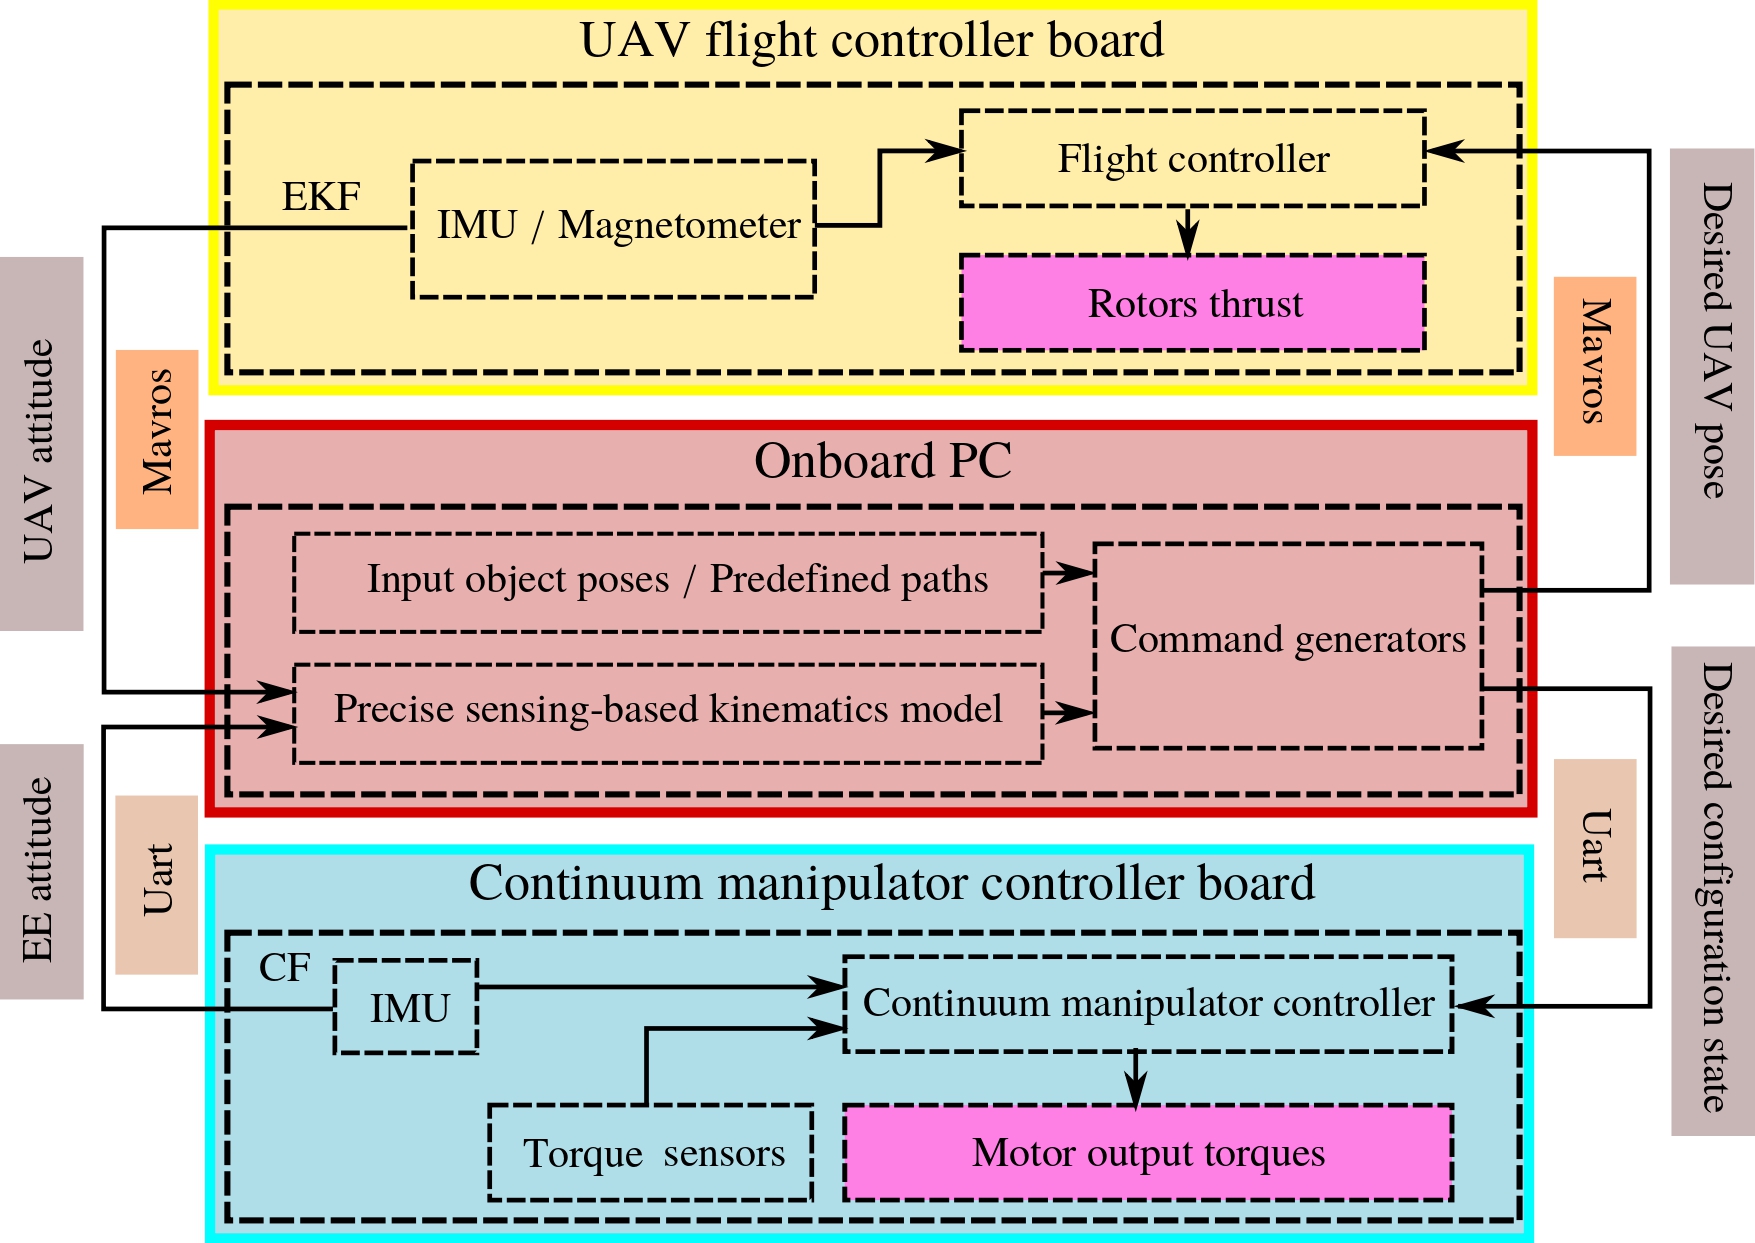 UAV flight controller board
EKF
IMU / Magnetometer
Flight controller
Rotors thrust
UAV attitude
Mavros
Mavros
Desired UAV pose
Onboard PC
Input object poses / Predefined paths
Precise sensing-based kinematics model
Command generators
EE attitude
Uart
Uart
Desired configuration state
Continuum manipulator controller board
CF
IMU
Continuum manipulator controller
Torque sensors
Motor output torques